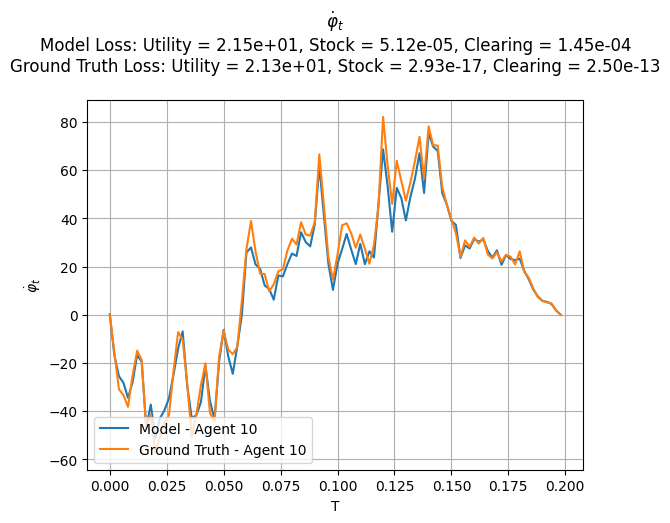 φ̇_t
Model Loss: Utility = 2.15e+01, Stock = 5.12e-05, Clearing = 1.45e-04
Ground Truth Loss: Utility = 2.13e+01, Stock = 2.93e-17, Clearing = 2.50e-13
80
60
40
20
0
−20
−40
−60
φ̇_t
Model - Agent 10
Ground Truth - Agent 10
0.000 0.025 0.050 0.075 0.100 0.125 0.150 0.175 0.200
T